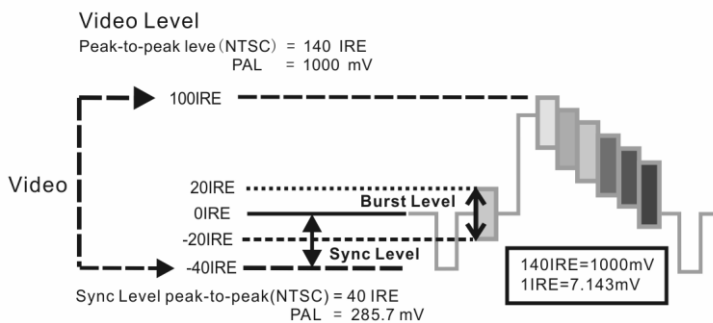 Video Level
Peak-to-peak leve(NTSC) = 140 IRE
PAL = 1000 mV
100IRE
Video
20IRE
Burst Level
0IRE
-20IRE
Sync Level
-40IRE
140IRE=1000mV
1IRE=7.143mV
Sync Level peak-to-peak(NTSC) = 40 IRE
PAL = 285.7 mV